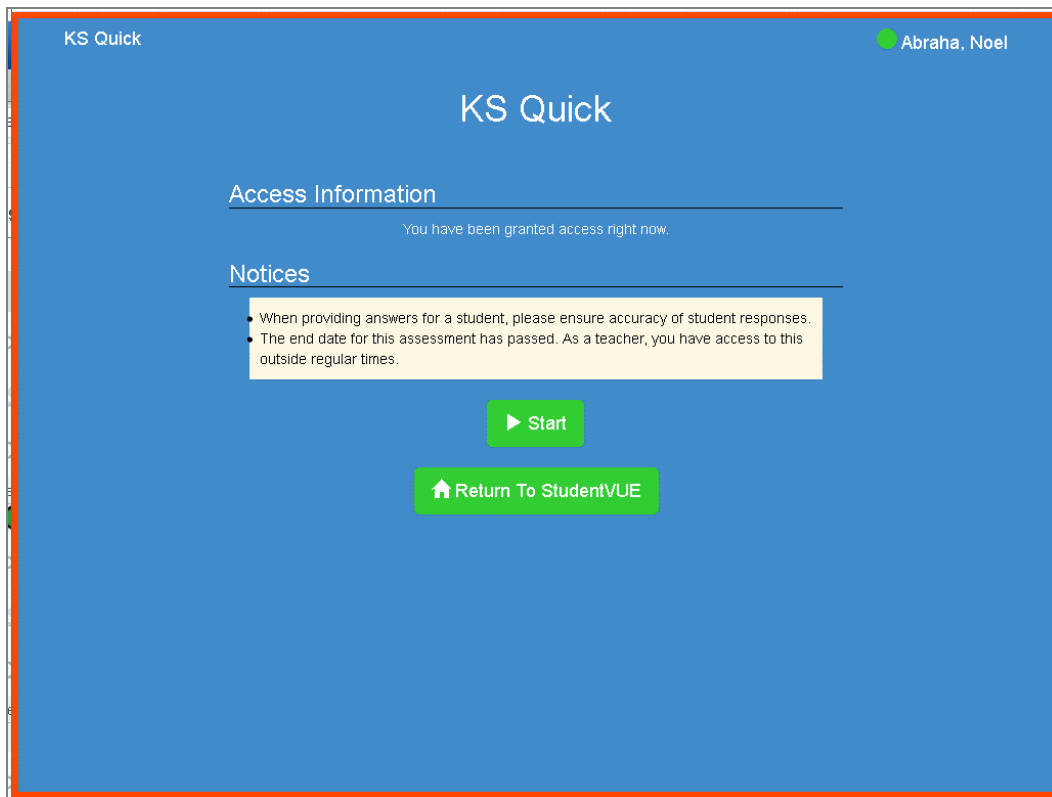 KS Quick
Abraha, Noel
KS Quick
Access Information
You have been granted access right now.
Notices
When providing answers for a student, please ensure accuracy of student responses.
The end date for this assessment has passed. As a teacher, you have access to this
outside regular times.
Start
Return To StudentVUE